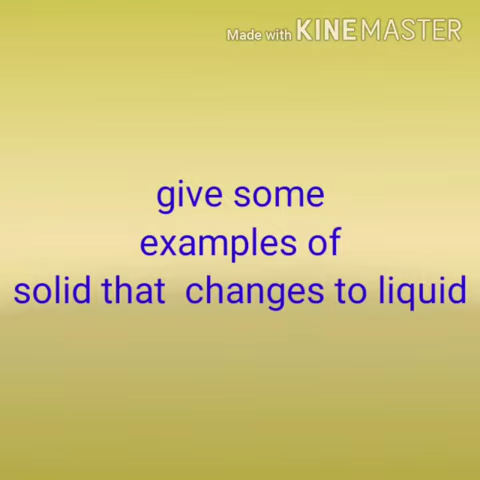 Made with KINEMASTER
give some
examples of
solid that changes to liquid